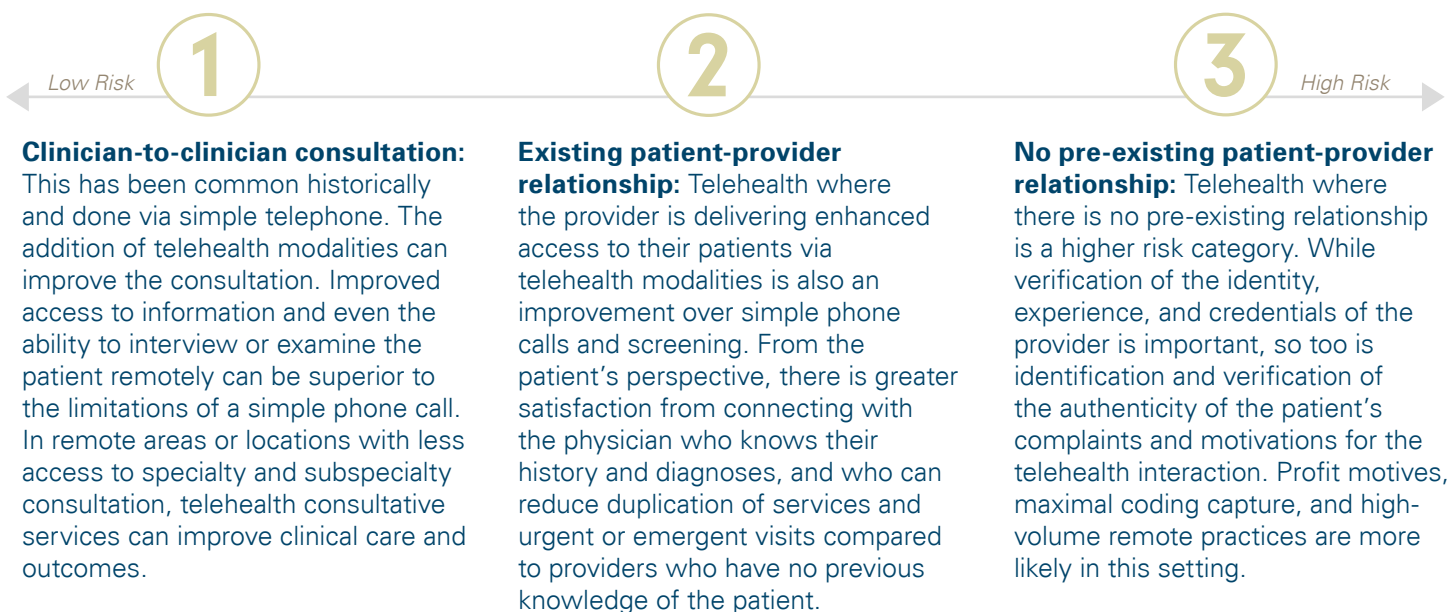 Low Risk
1
2
3
High Risk
Clinician-to-clinician consultation:
This has been common historically
and done via simple telephone. The
addition of telehealth modalities can
improve the consultation. Improved
access to information and even the
ability to interview or examine the
patient remotely can be superior to
the limitations of a simple phone call.
In remote areas or locations with less
access to specialty and subspecialty
consultation, telehealth consultative
services can improve clinical care and
outcomes.
Existing patient-provider
relationship: Telehealth where
the provider is delivering enhanced
access to their patients via
telehealth modalities is also an
improvement over simple phone
calls and screening. From the
patient's perspective, there is greater
satisfaction from connecting with
the physician who knows their
history and diagnoses, and who can
reduce duplication of services and
urgent or emergent visits compared
to providers who have no previous
knowledge of the patient.
No pre-existing patient-provider
relationship: Telehealth where
there is no pre-existing relationship
is a higher risk category. While
verification of the identity,
experience, and credentials of the
provider is important, so too is
identification and verification of
the authenticity of the patient's
complaints and motivations for the
telehealth interaction. Profit motives,
maximal coding capture, and high-
volume remote practices are more
likely in this setting.